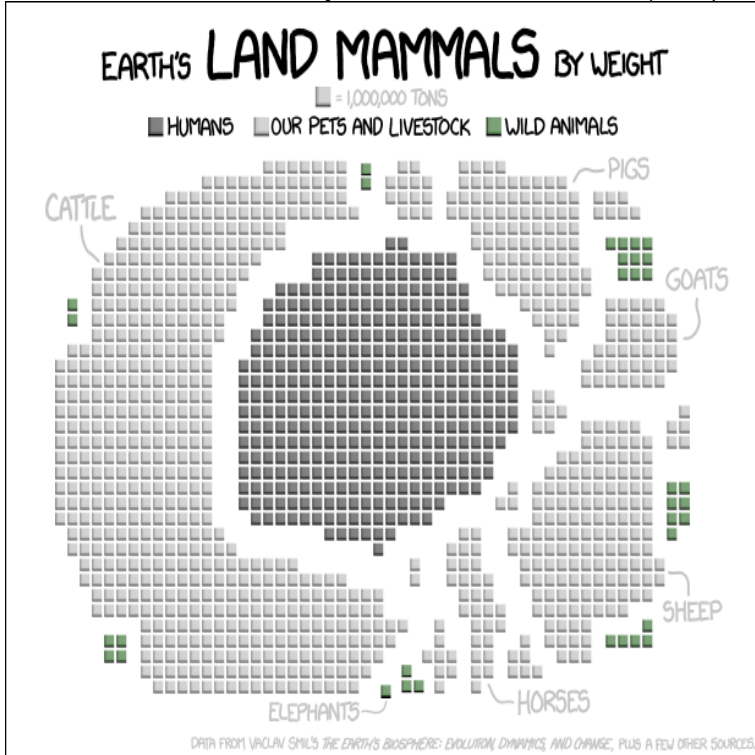 EARTH'S LAND MAMMALS BY WEIGHT
= 1,000,000 TONS
HUMANS OUR PETS AND LIVESTOCK WILD ANIMALS
PIGS
CATTLE
GOATS
SHEEP
HORSES
ELEPHANTS
DATA FROM VACLAV SMIL'S THE EARTH'S BIOSPHERE: EVOLUTION, DYNAMICS, AND CHANGE, PLUS A FEW OTHER SOURCES.